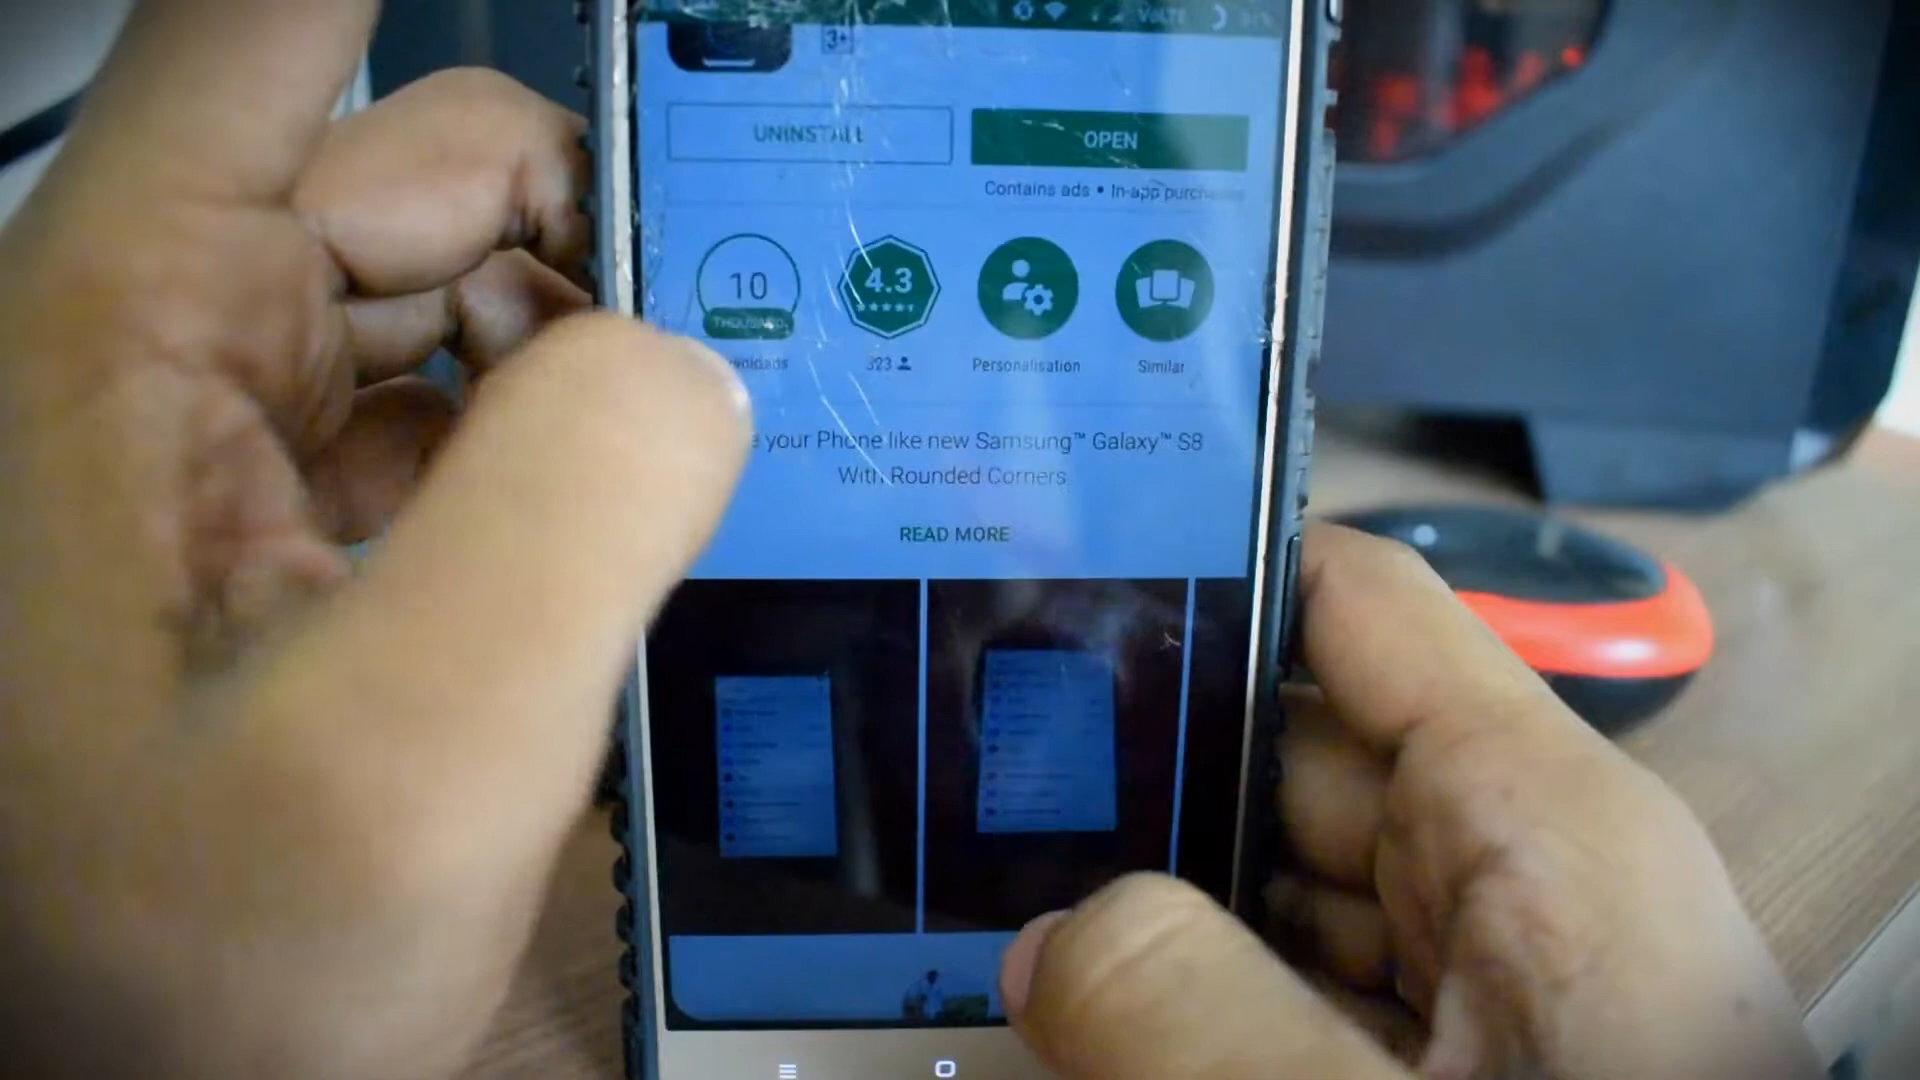 VoLTE
3+
UNINSTALL
OPEN
Contains ads • In-app
10
THOUSAND
4.3
323
Personalisation
Similar
your Phone like new Samsung™ Galaxy™ S8
With Rounded Corners
READ MORE